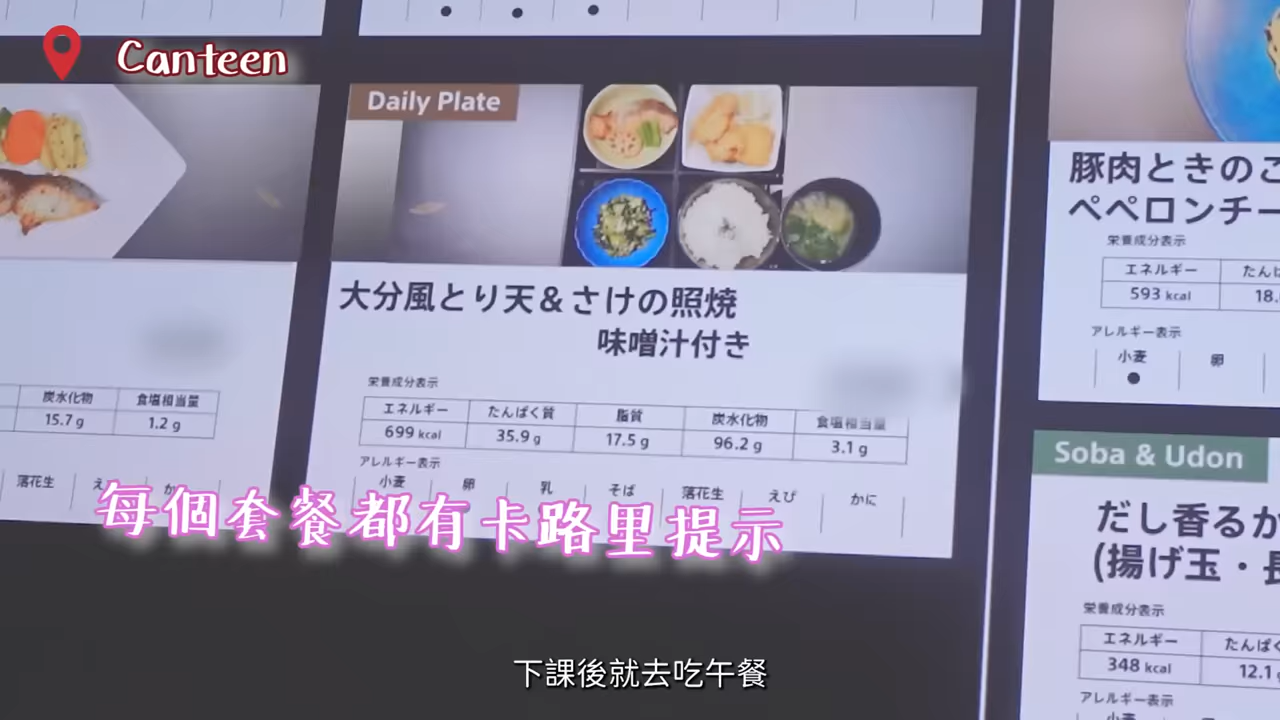 Canteen
Daily Plate
大分風とり天&さけの照焼
味噌汁付き
栄養成分表示
エネルギー たんぱく質 脂質 炭水化物 食塩相当量
699 kcal 35.9 g 17.5 g 96.2 g 3.1 g
アレルギー表示
小麦 卵 乳 そば 落花生 えび かに
炭水化物 食塩相当量
15.7 g 1.2 g
落花生
豚肉ときのこ
ペペロンチー
栄養成分表示
エネルギー たんぱ
593 kcal 18.
アレルギー表示
小麦 卵
Soba & Udon
だし香るか
(揚げ玉・長
栄養成分表示
エネルギー たんぱく
348 kcal 12.1
アレルギー表示
每個套餐都有卡路里提示
下課後就去吃午餐